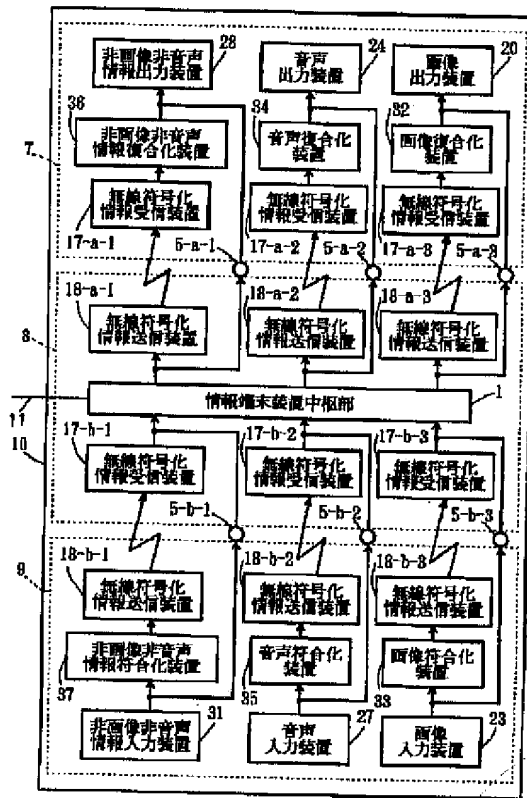 非画像非音声
情報出力装置
28
音声
出力装置
24
画像
出力装置
20
36
非画像非音声
情報復合化装置
34
音声復合化
装置
32
画像復合化
装置
7
無線符号化
情報受信装置
無線符号化
情報受信装置
無線符号化
情報受信装置
17-a-1
5-a-1
17-a-2
5-a-2
17-a-3
5-a-3
18-a-1
18-a-2
18-a-3
8
無線符号化
情報送信装置
無線符号化
情報送信装置
無線符号化
情報送信装置
情報端末装置中枢部
1
11
10
17-b-1
17-b-2
17-b-3
無線符号化
情報受信装置
無線符号化
情報受信装置
無線符号化
情報受信装置
5-b-1
5-b-2
5-b-3
9
18-b-1
18-b-2
18-b-3
無線符号化
情報送信装置
無線符号化
情報送信装置
無線符号化
情報送信装置
非画像非音声
情報符合化装置
音声符合化
装置
画像符合化
装置
37
35
33
非画像非音声
情報入力装置
31
音声
入力装置
27
画像
入力装置
23